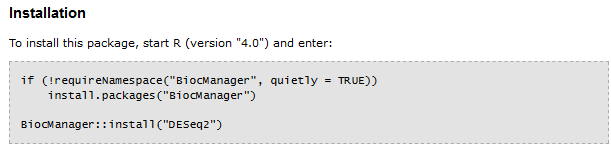 Installation
To install this package, start R (version "4.0") and enter:
if (!requireNamespace("BiocManager", quietly = TRUE))
    install.packages("BiocManager")
BiocManager::install("DESeq2")